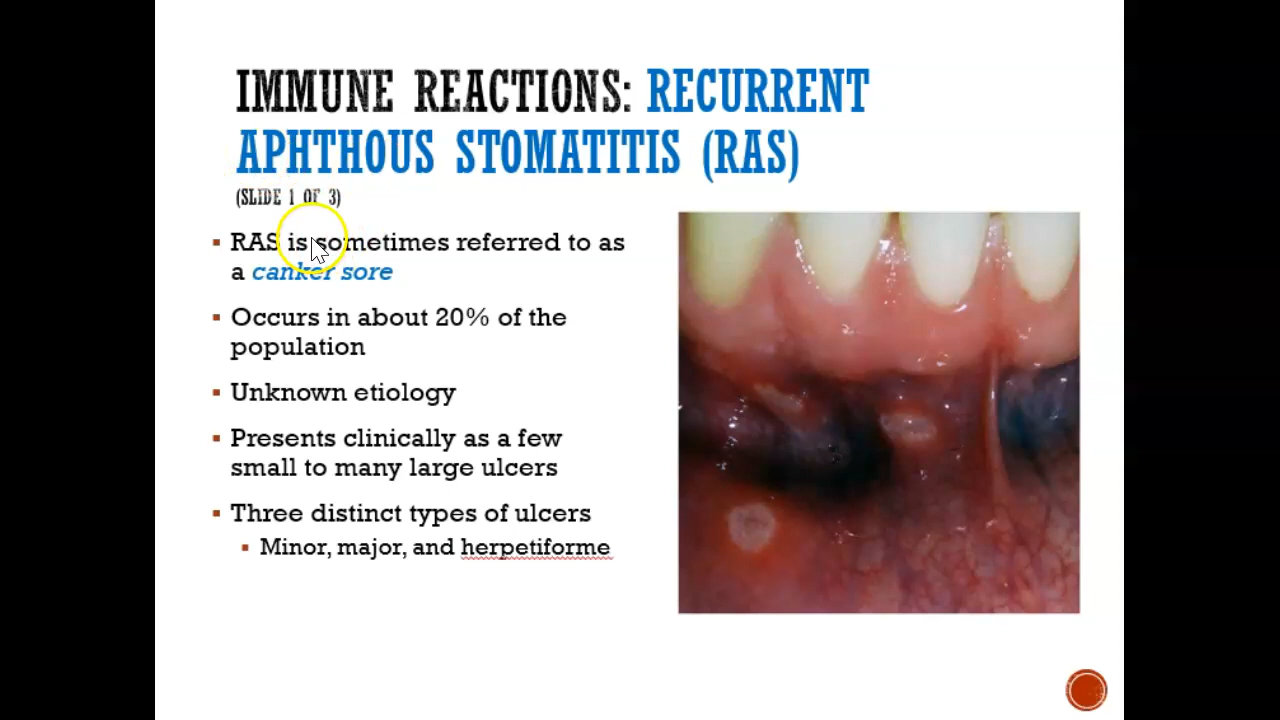 IMMUNE REACTIONS: RECURRENT
APHTHOUS STOMATITIS (RAS)
(SLIDE 1 OF 3)
▪ RAS is sometimes referred to as
a canker sore
▪ Occurs in about 20% of the
population
▪ Unknown etiology
▪ Presents clinically as a few
small to many large ulcers
▪ Three distinct types of ulcers
▪ Minor, major, and herpetiforme